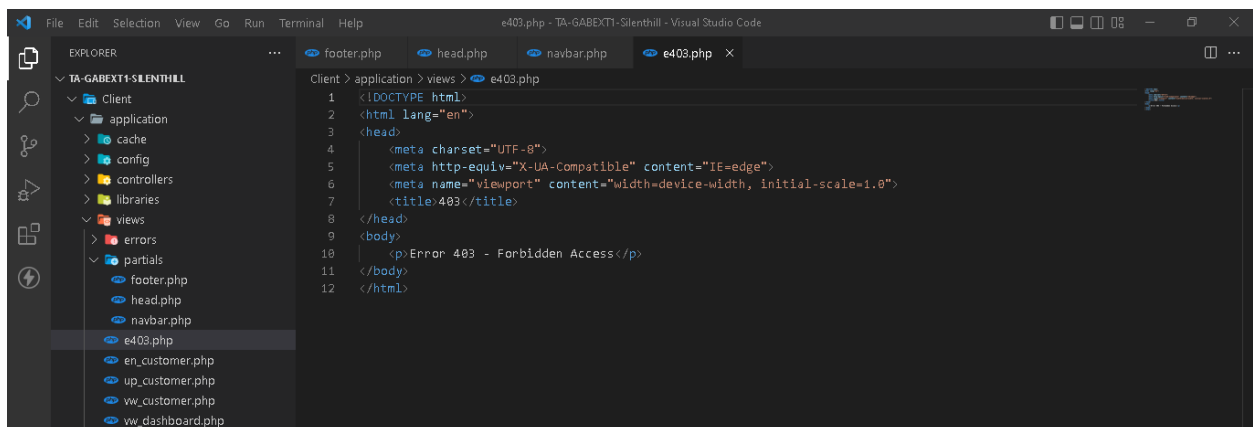 File Edit Selection View Go Run Terminal Help e403.php - TA-GABEXT1-Silenthill - Visual Studio Code
EXPLORER
footer.php head.php navbar.php e403.php
TA-GABEXT1-SILENTHILL
Client > application > views > e403.php
Client
application
cache
config
controllers
libraries
views
errors
partials
footer.php
head.php
navbar.php
e403.php
en_customer.php
up_customer.php
vw_customer.php
vw_dashboard.php
1 <!DOCTYPE html>
2 <html lang="en">
3 <head>
4 <meta charset="UTF-8">
5 <meta http-equiv="X-UA-Compatible" content="IE=edge">
6 <meta name="viewport" content="width=device-width, initial-scale=1.0">
7 <title>403</title>
8 </head>
9 <body>
10 <p>Error 403 - Forbidden Access</p>
11 </body>
12 </html>